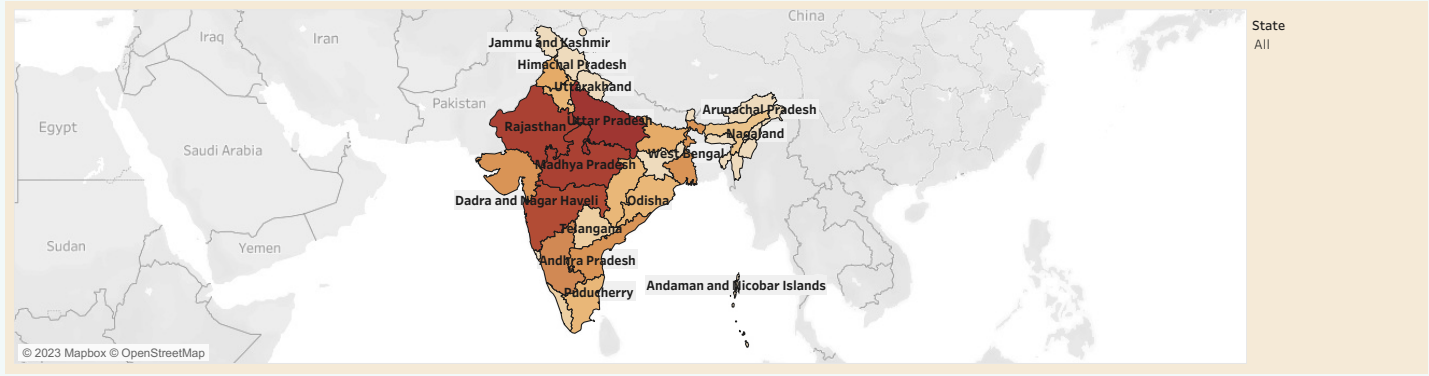 China
State
All
Iraq
Iran
Jammu and Kashmir
Himachal Pradesh
Uttarakhand
Pakistan
Arunachal Pradesh
Egypt
Rajasthan
Uttar Pradesh
Nagaland
Saudi Arabia
West Bengal
Madhya Pradesh
Dadra and Nagar Haveli
Odisha
Telangana
Sudan
Yemen
Andhra Pradesh
Puducherry
Andaman and Nicobar Islands
© 2023 Mapbox © OpenStreetMap